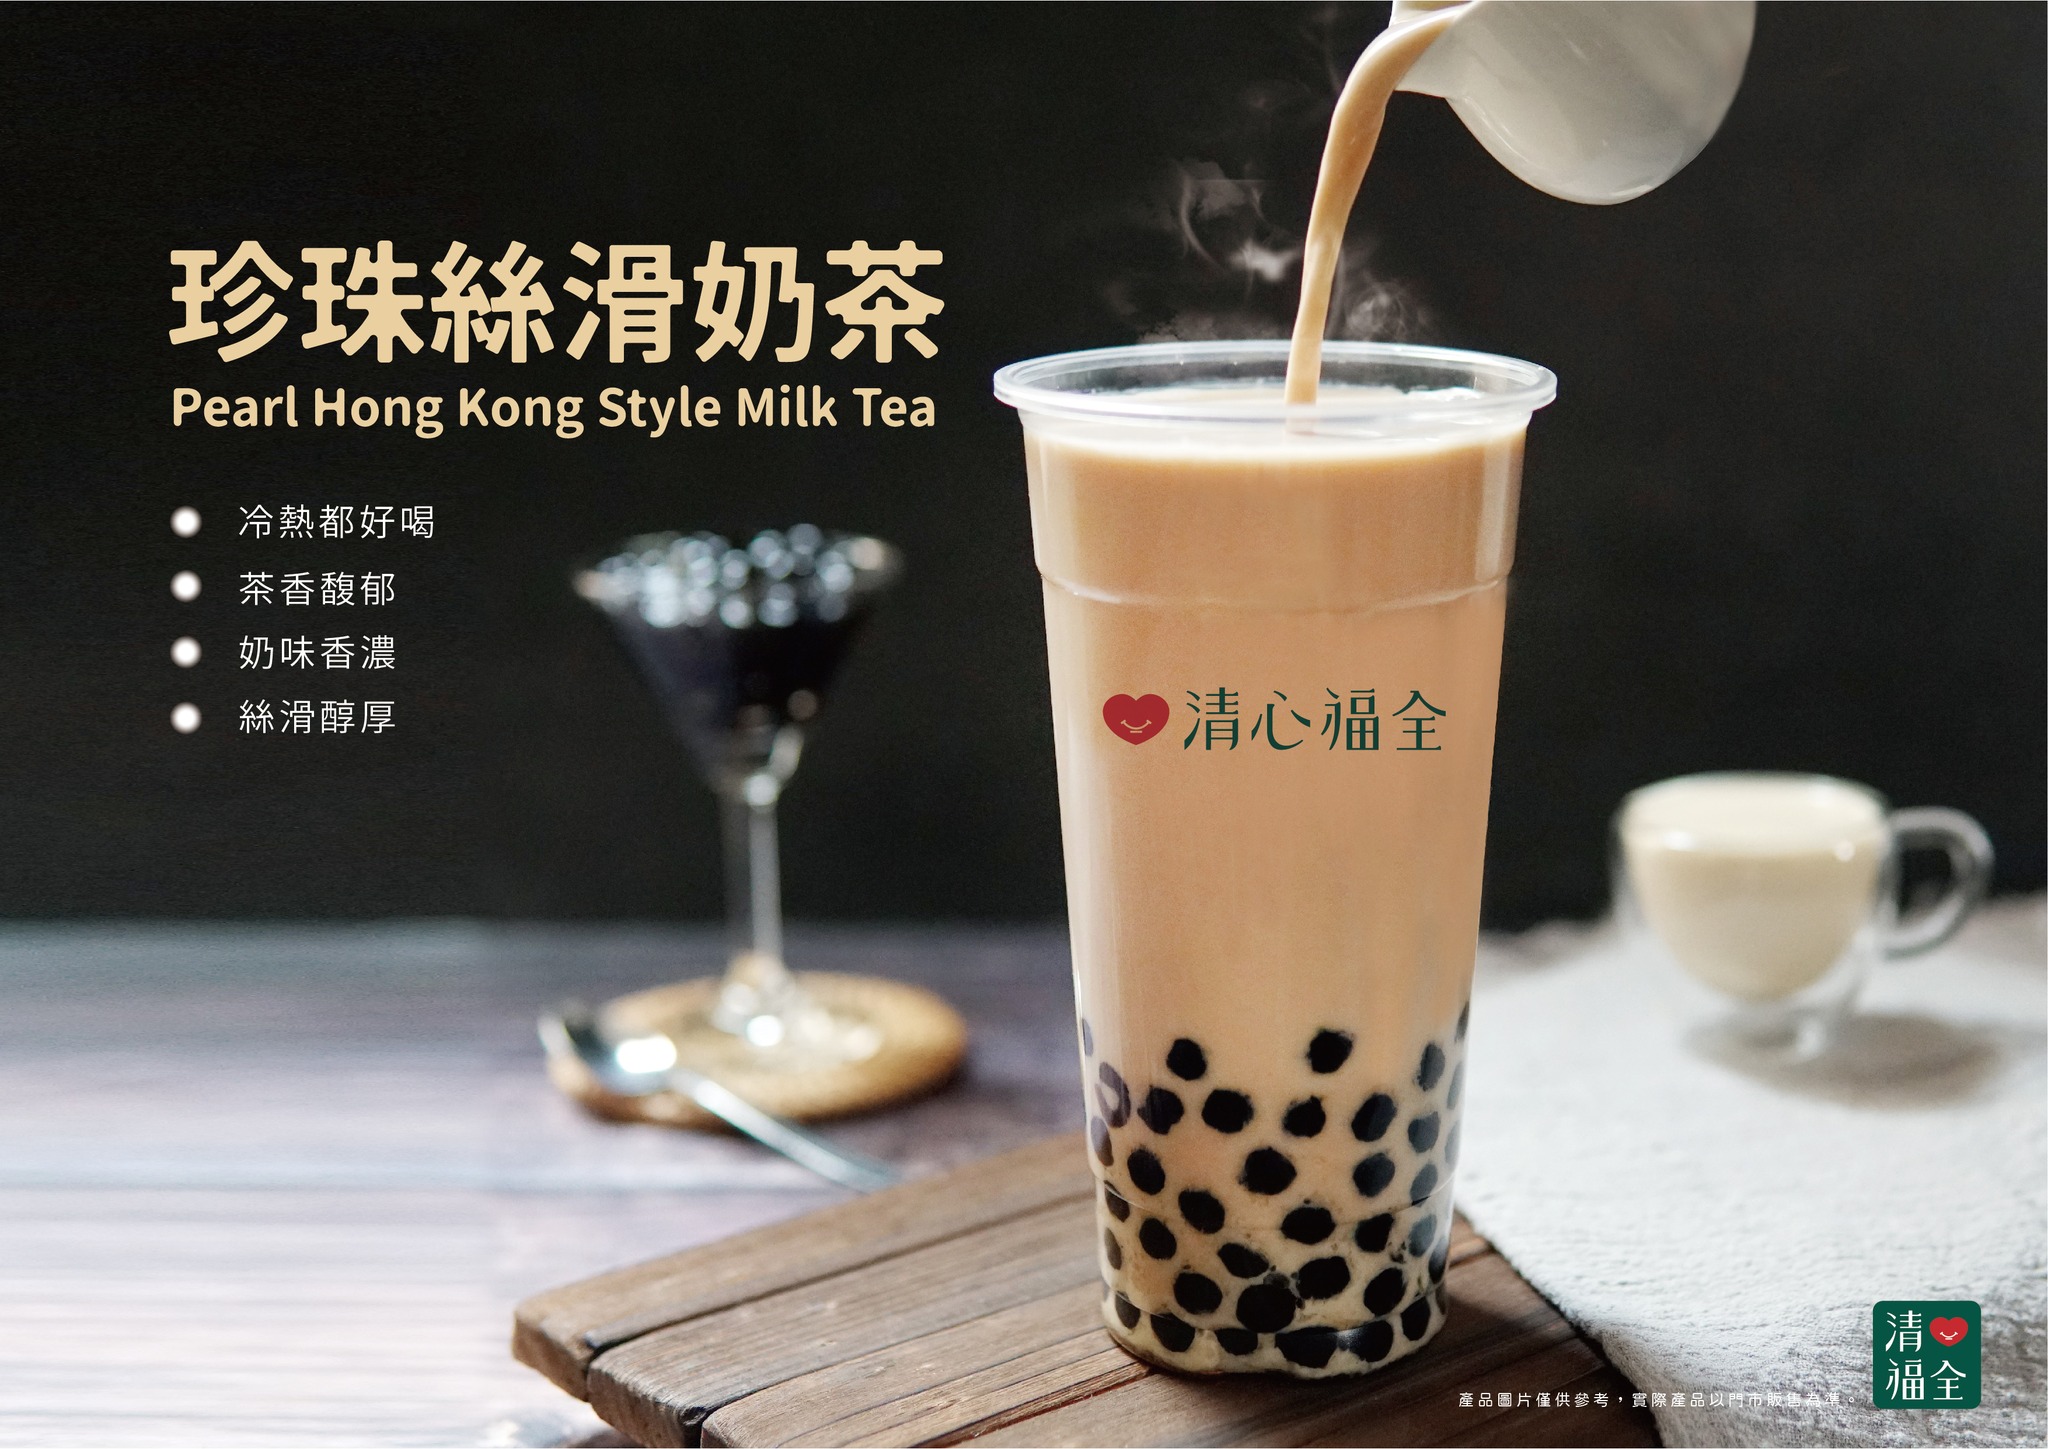 珍珠絲滑奶茶
Pearl Hong Kong Style Milk Tea
冷熱都好喝
茶香馥郁
奶味香濃
絲滑醇厚
清心福全
產品圖片僅供參考，實際產品以門市販售為準。
清
福全